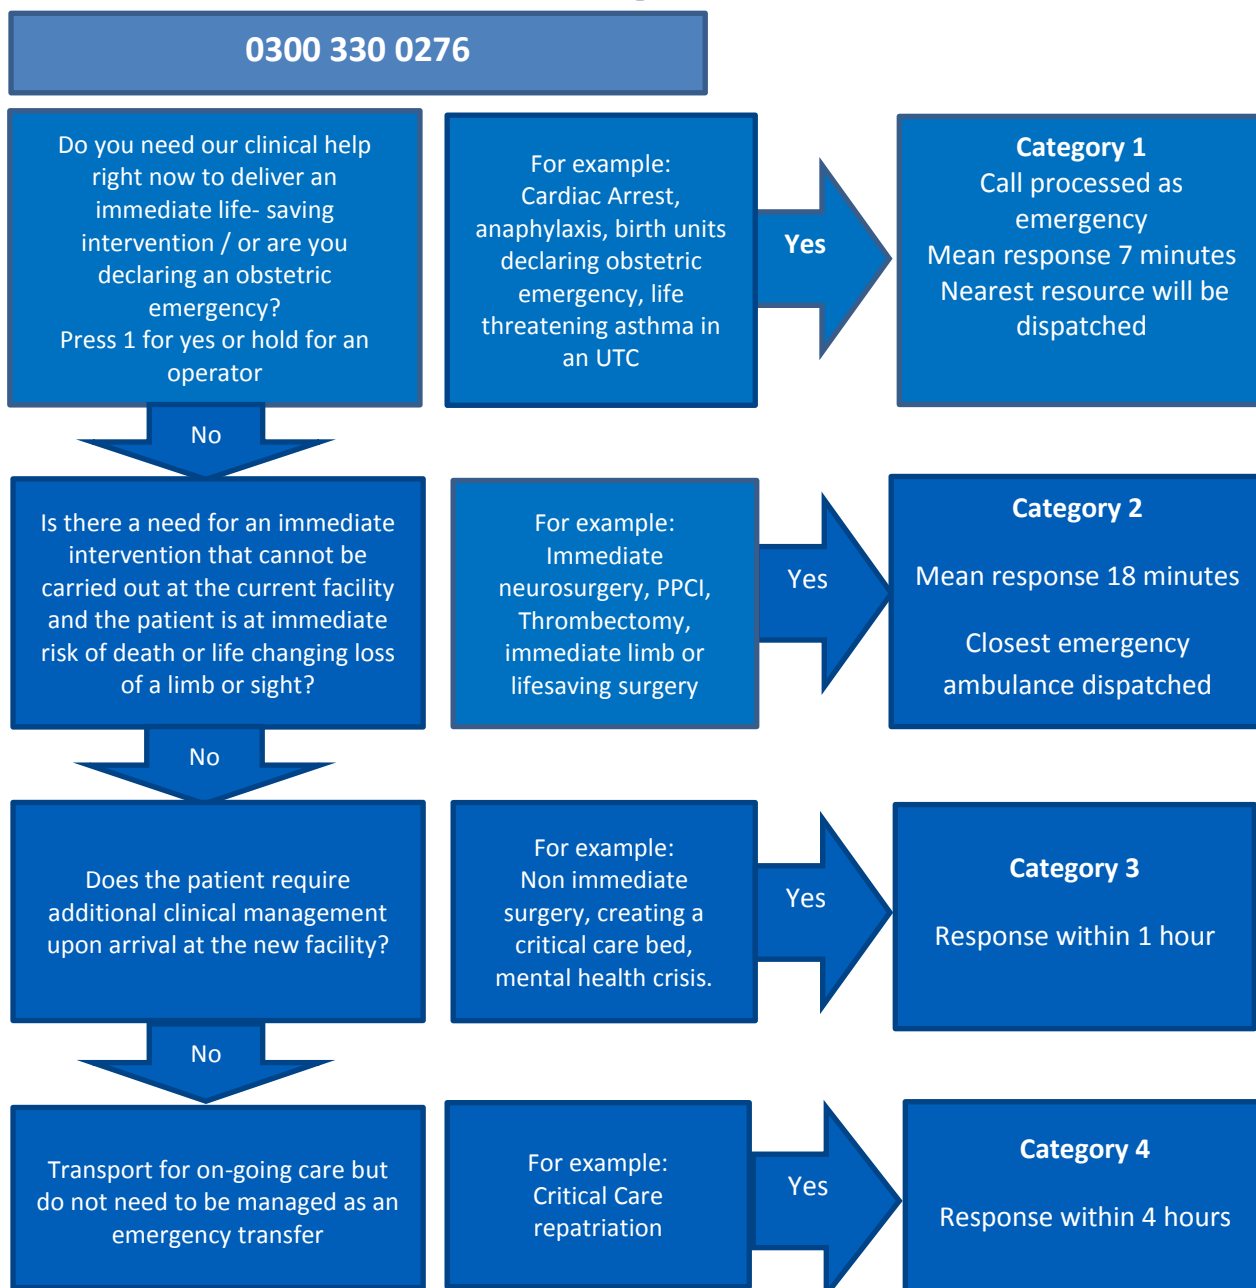 0300 330 0276
Do you need our clinical help
right now to deliver an
immediate life- saving
intervention / or are you
declaring an obstetric
emergency?
Press 1 for yes or hold for an
operator
For example:
Cardiac Arrest,
anaphylaxis, birth units
declaring obstetric
emergency, life
threatening asthma in
an UTC
Yes
Category 1
Call processed as
emergency
Mean response 7 minutes
Nearest resource will be
dispatched
No
Is there a need for an immediate
intervention that cannot be
carried out at the current facility
and the patient is at immediate
risk of death or life changing loss
of a limb or sight?
For example:
Immediate
neurosurgery, PPCI,
Thrombectomy,
immediate limb or
lifesaving surgery
Yes
Category 2
Mean response 18 minutes
Closest emergency
ambulance dispatched
No
Does the patient require
additional clinical management
upon arrival at the new facility?
For example:
Non immediate
surgery, creating a
critical care bed,
mental health crisis.
Yes
Category 3
Response within 1 hour
No
Transport for on-going care but
do not need to be managed as an
emergency transfer
For example:
Critical Care
repatriation
Yes
Category 4
Response within 4 hours